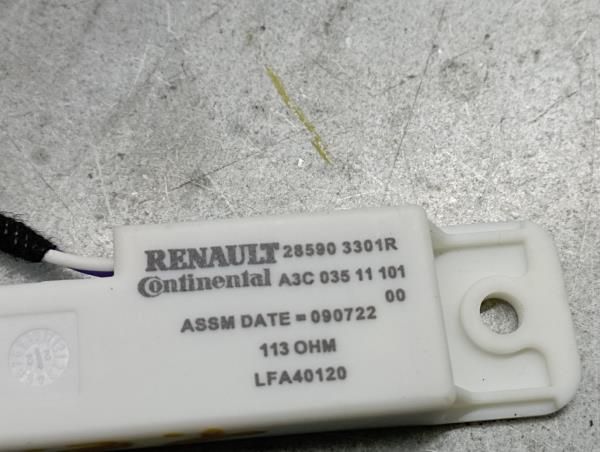 RENAULT 28590 3301R
Continental A3C 035 11 101
00
ASSM DATE = 090722
113 OHM
LFA40120